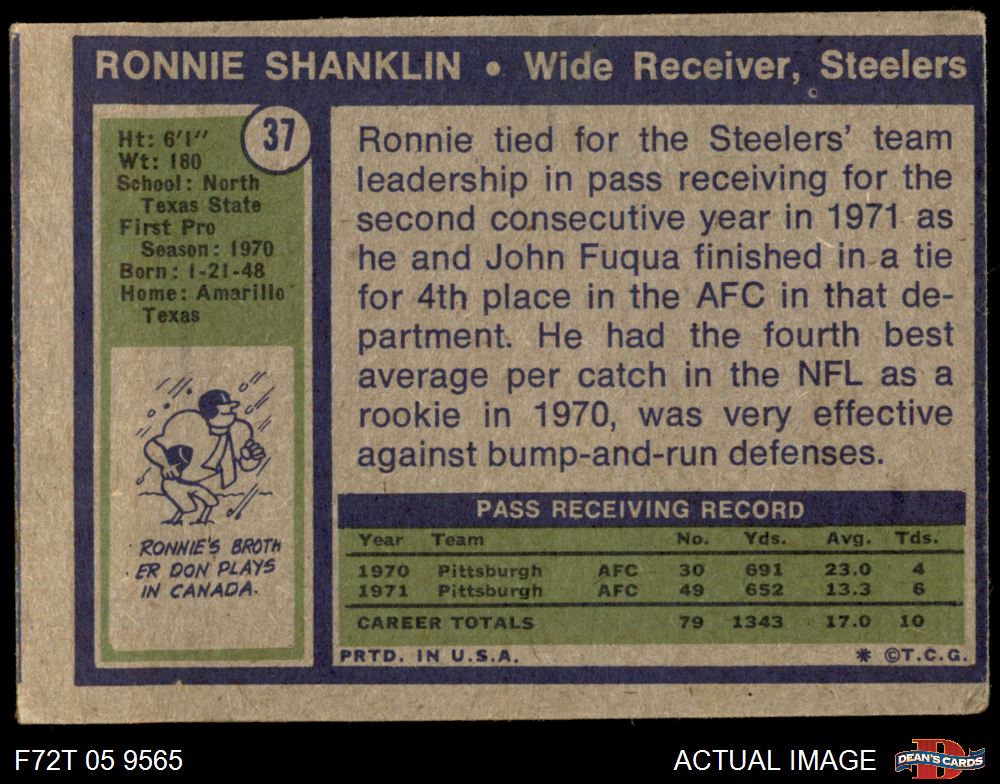 RONNIE SHANKLIN • Wide Receiver, Steelers
37
Ht: 6'1"
Wt: 180
School: North
Texas State
First Pro
Season: 1970
Born: 1-21-48
Home: Amarillo
Texas
RONNIE'S BROTH
ER DON PLAYS
IN CANADA.
Ronnie tied for the Steelers' team
leadership in pass receiving for the
second consecutive year in 1971 as
he and John Fuqua finished in a tie
for 4th place in the AFC in that de-
partment. He had the fourth best
average per catch in the NFL as a
rookie in 1970, was very effective
against bump-and-run defenses.
PASS RECEIVING RECORD
Year Team No. Yds. Avg. Tds.
1970 Pittsburgh AFC 30 691 23.0 4
1971 Pittsburgh AFC 49 652 13.3 6
CAREER TOTALS 79 1343 17.0 10
PRTD. IN U.S.A. * ©T.C.G.
F72T 05 9565 ACTUAL IMAGE
D
DEAN'S CARDS